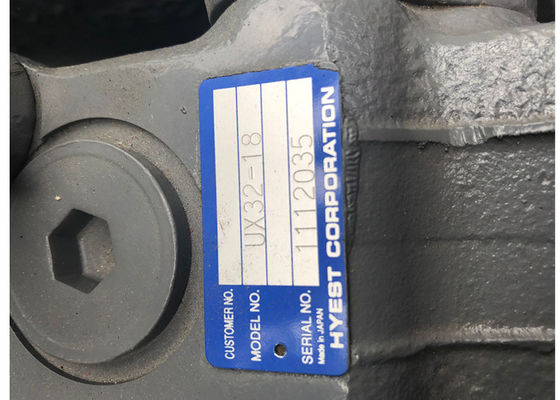 CUSTOMER NO.
MODEL NO. UX32-18
SERIAL NO. 1112035
Made in JAPAN
HYEST CORPORATION